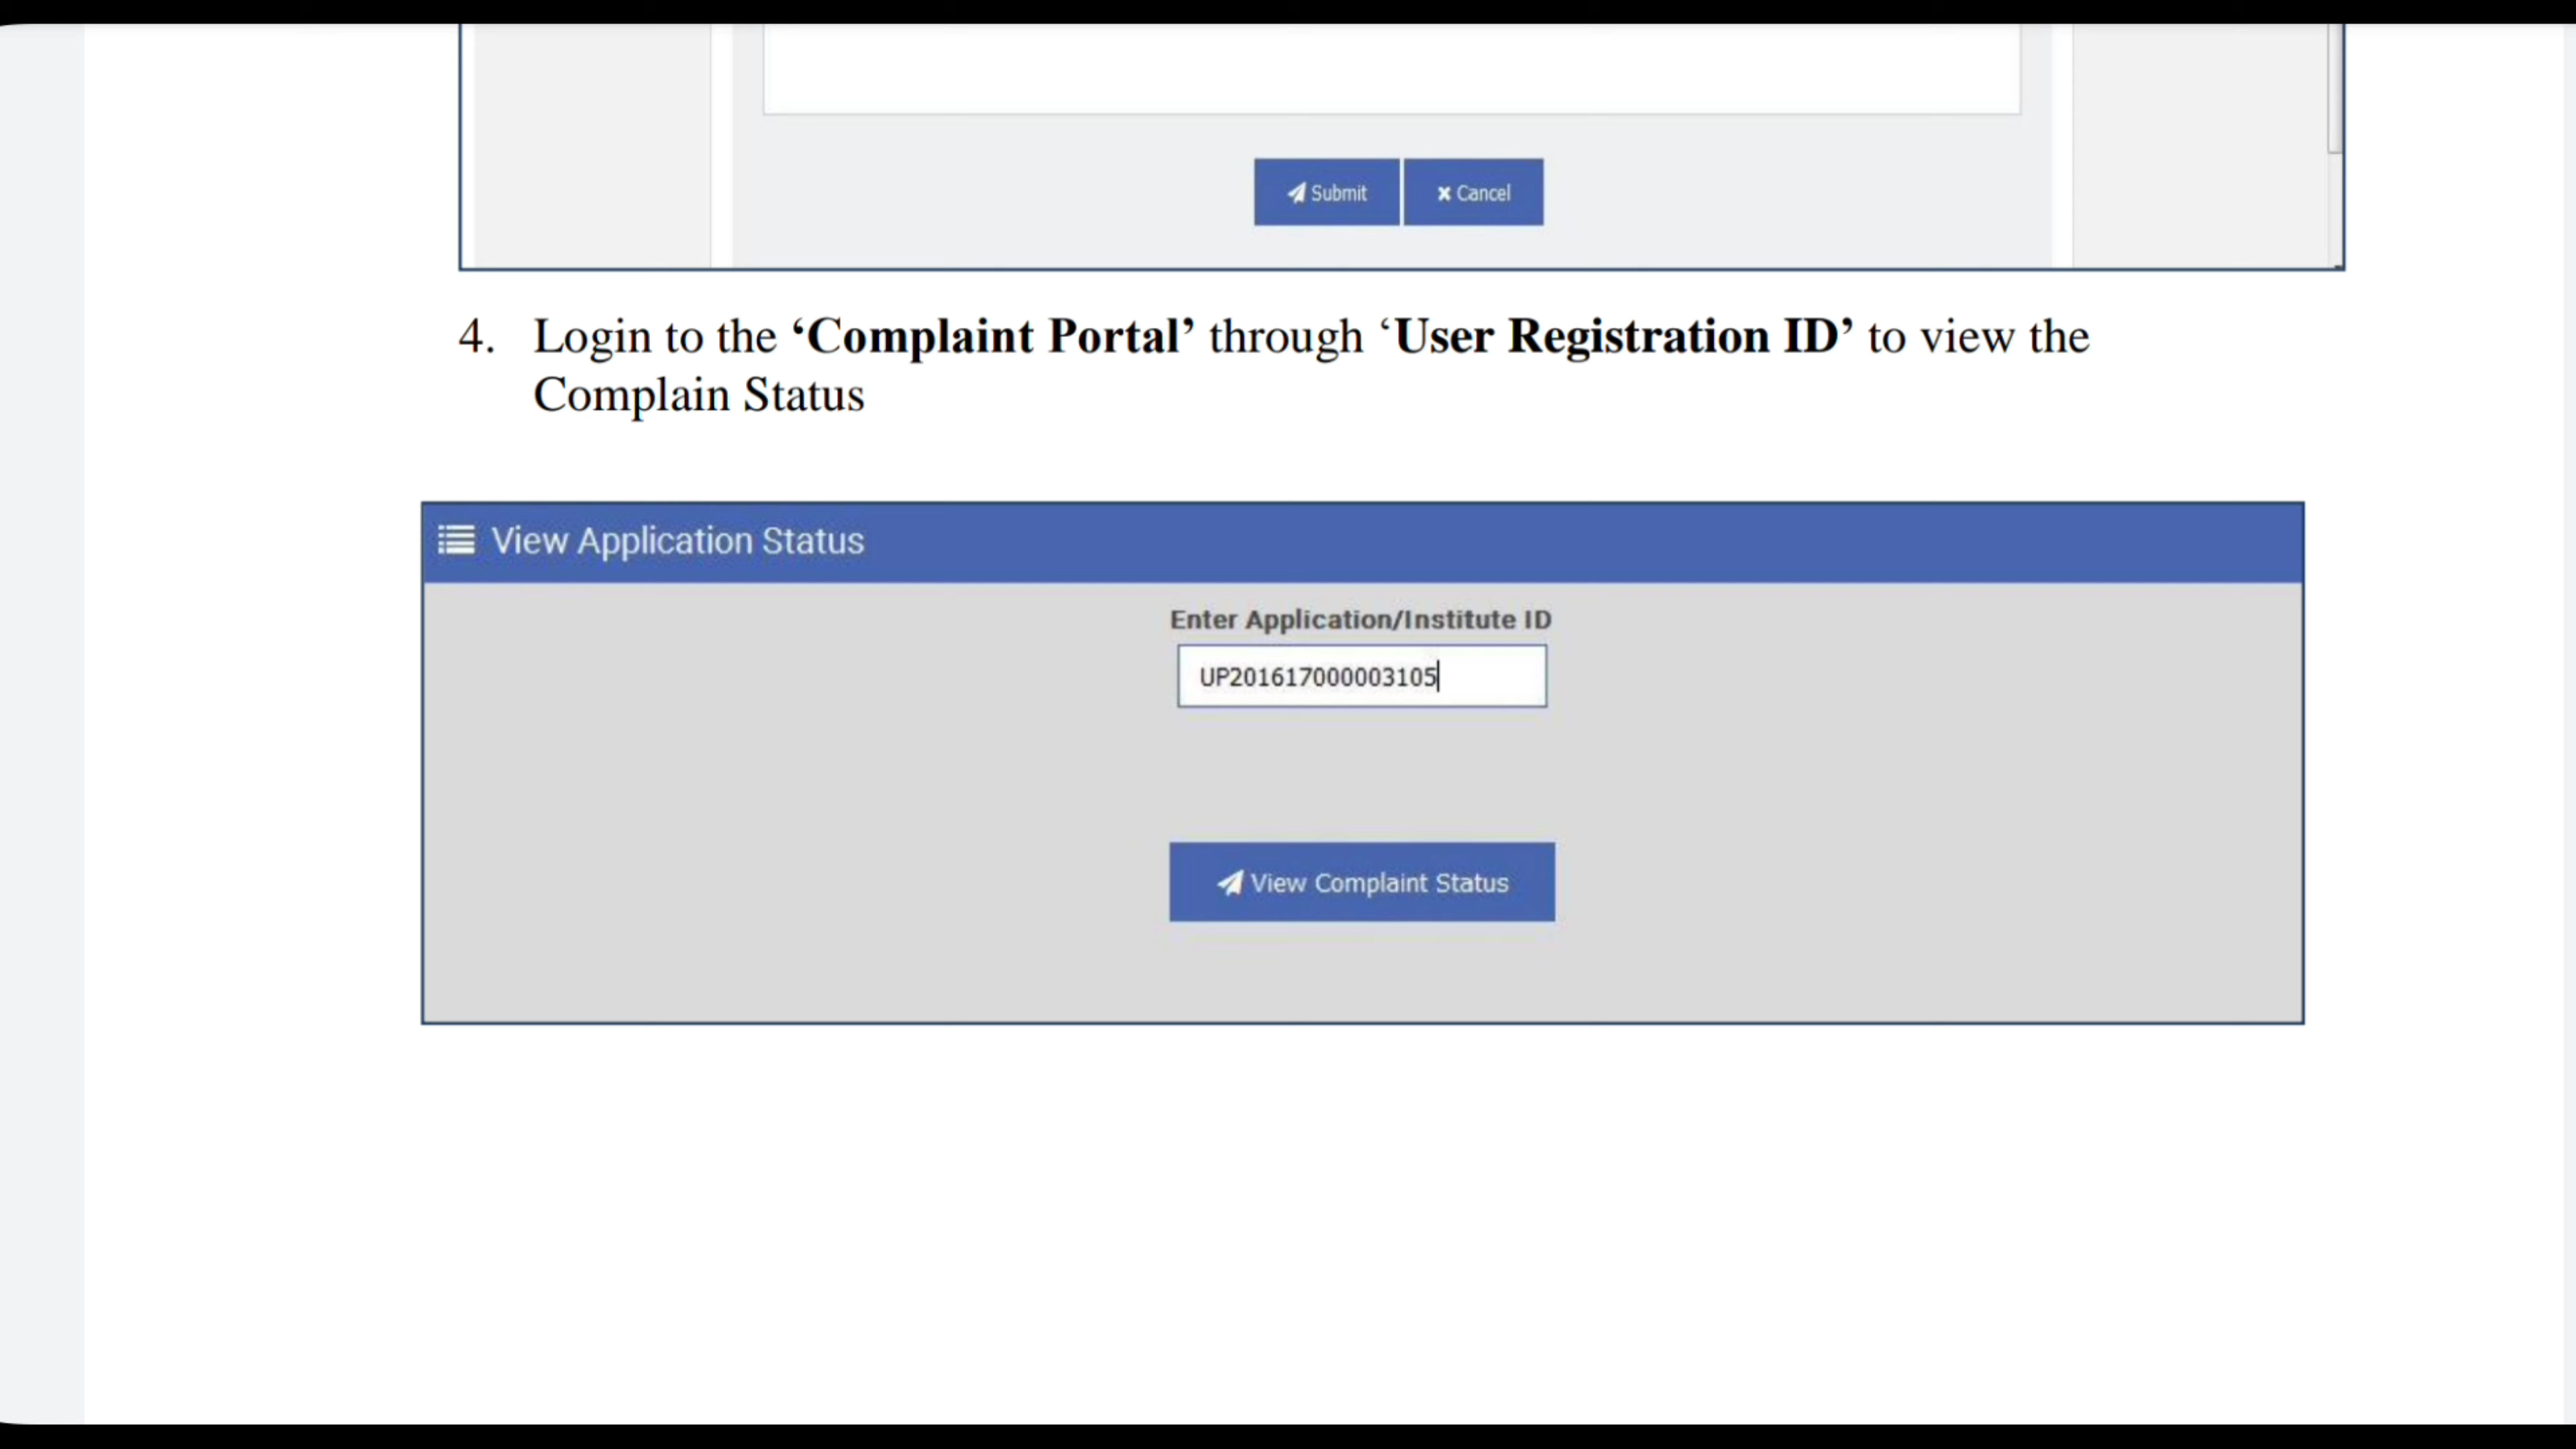 Submit Cancel
4. Login to the ‘Complaint Portal’ through ‘User Registration ID’ to view the
Complain Status
View Application Status
Enter Application/Institute ID
UP201617000003105
View Complaint Status